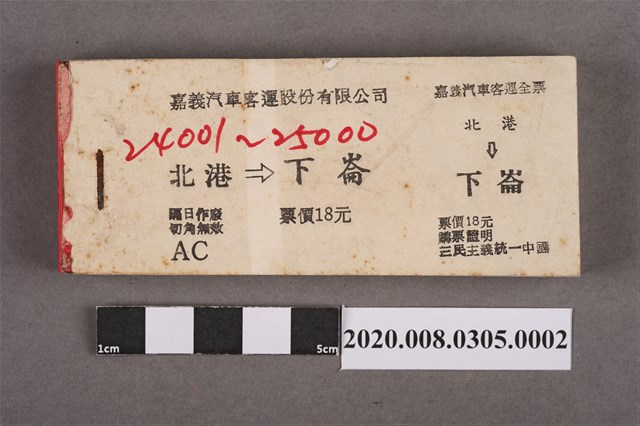 嘉義汽車客運股份有限公司
24001~25000
北港⇨下崙
隔日作廢
切角無效
票價18元
AC
嘉義汽車客運全票
北港
⇩
下崙
票價18元
購票證明
三民主義統一中國
1cm
5cm
2020.008.0305.0002